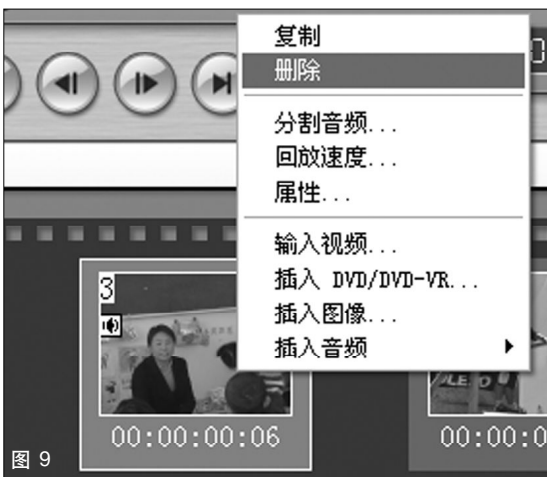 复制
删除
分割音频...
回放速度...
属性...
输入视频...
插入 DVD/DVD-VR...
插入图像...
插入音频
3
00:00:00:06
00:00:0
图 9